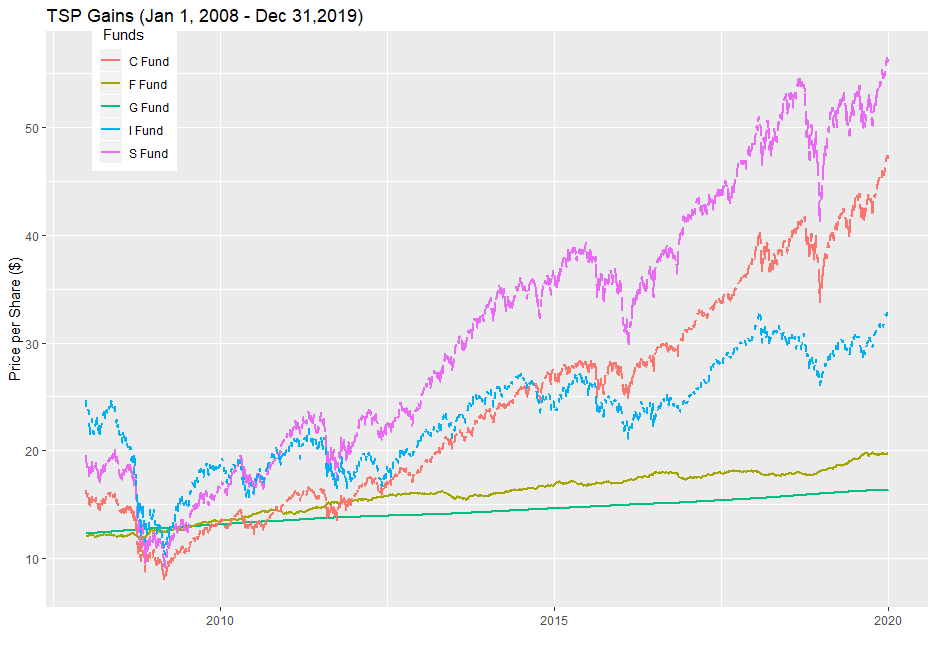 TSP Gains (Jan 1, 2008 - Dec 31,2019)
Funds
C Fund
F Fund
G Fund
I Fund
S Fund
Price per Share ($)
50
40
30
20
10
2010
2015
2020